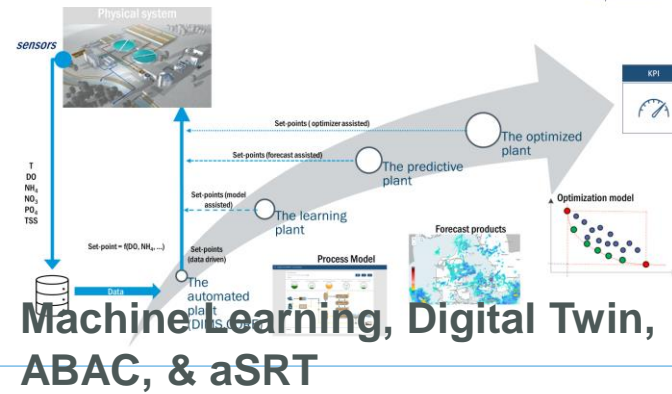 Physical system
sensors
KPI
Set-points ( optimizer assisted)
The optimized
plant
Set-points (forecast assisted)
The predictive
plant
T
DO
NH4
NO3
PO4
TSS
Set-points (model
assisted)
The learning
plant
Optimization model
Set-point = f(DO, NH4, ...)
Set-points
(data driven)
Process Model
Forecast products
Data
The
automated
plant
(DIMS.CORE)
Machine Learning, Digital Twin,
ABAC, & aSRT